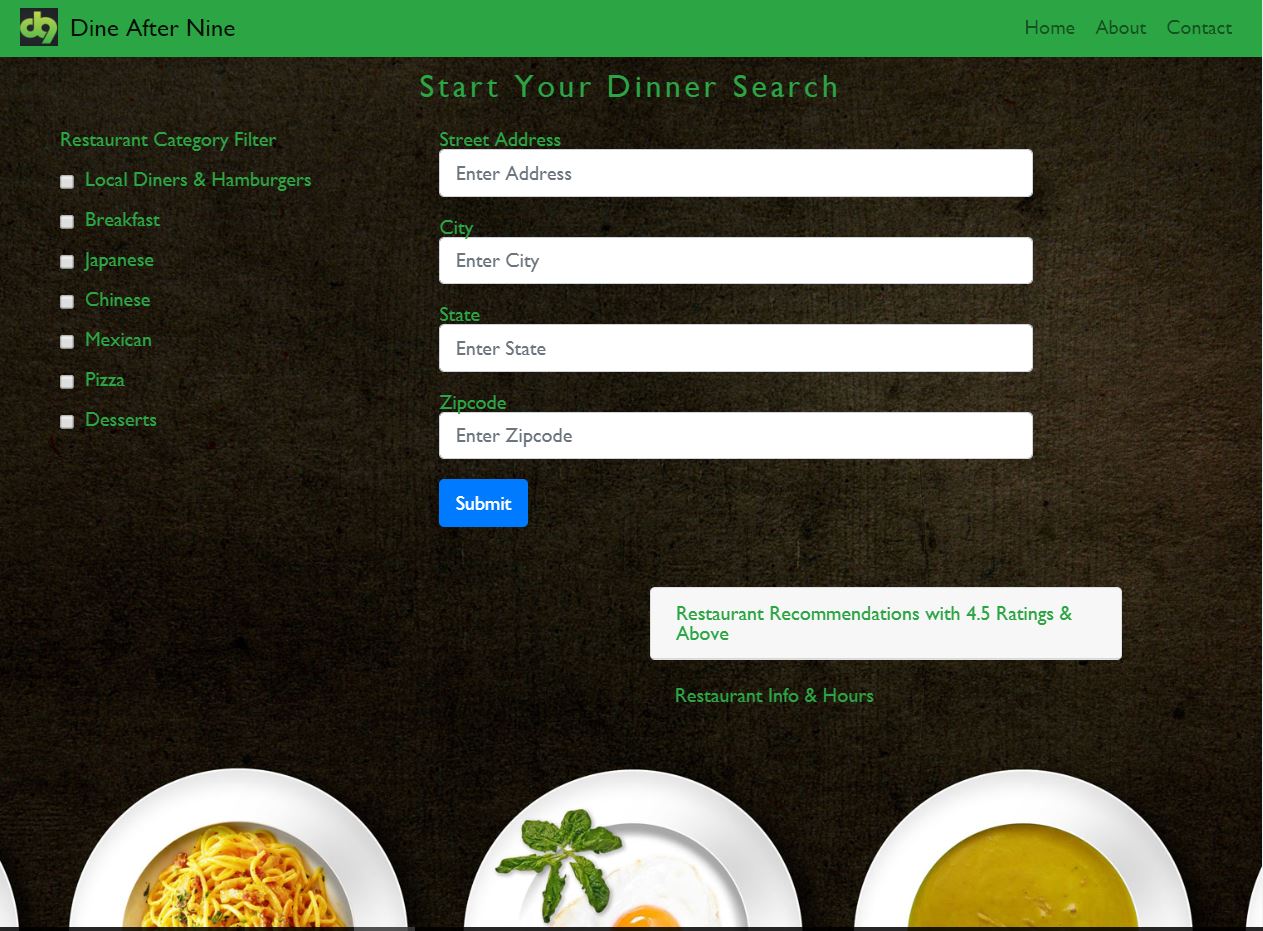 d9 Dine After Nine
Home About Contact
Start Your Dinner Search
Restaurant Category Filter
Local Diners & Hamburgers
Breakfast
Japanese
Chinese
Mexican
Pizza
Desserts
Street Address
Enter Address
City
Enter City
State
Enter State
Zipcode
Enter Zipcode
Submit
Restaurant Recommendations with 4.5 Ratings &
Above
Restaurant Info & Hours